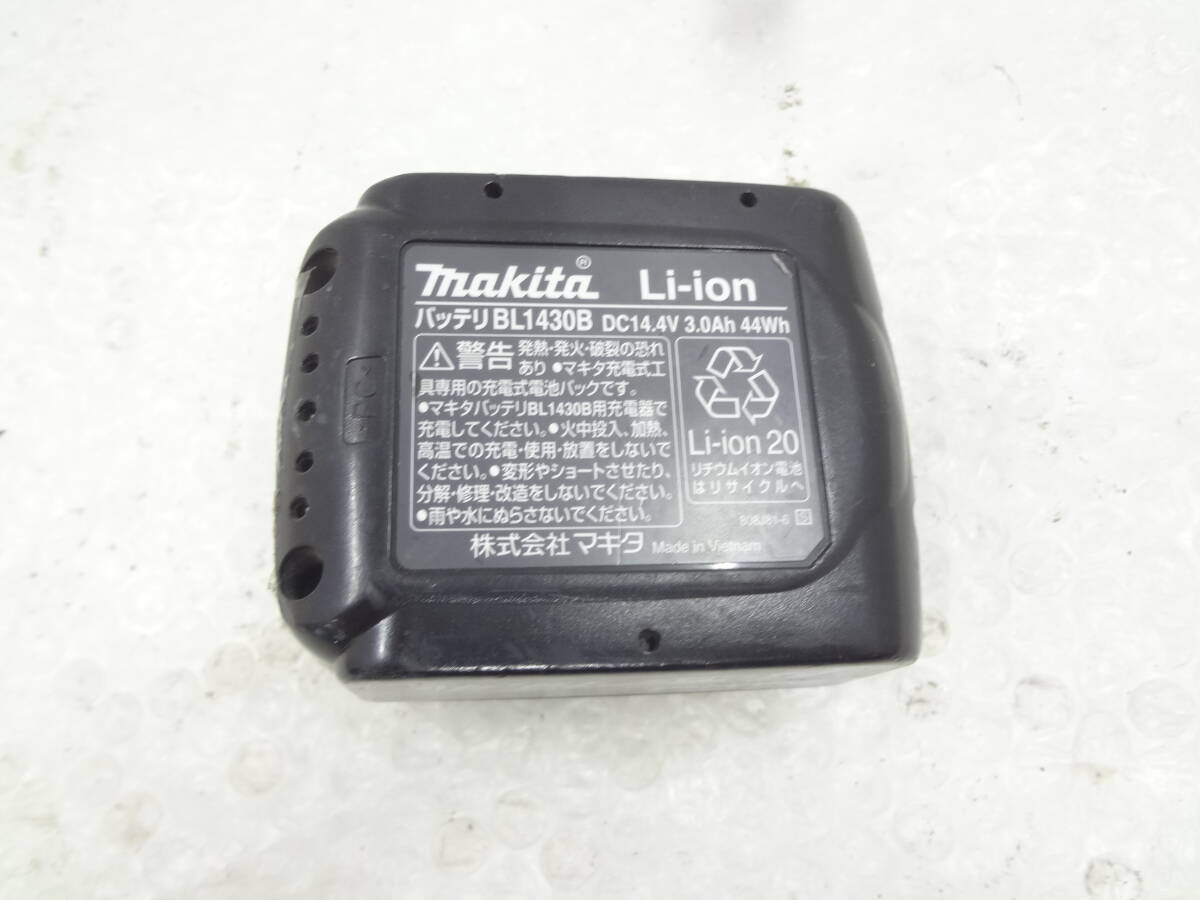 makita® Li-ion
バッテリBL1430B DC14.4V 3.0Ah 44Wh
警告 発熱・発火・破裂の恐れ
あり ●マキタ充電式工
具専用の充電式電池パックです。
●マキタバッテリBL1430B用充電器で
充電してください。●火中投入、加熱、
高温での充電・使用・放置をしないで
ください。●変形やショートさせたり、
分解・修理・改造をしないでください。
●雨や水にぬらさないでください。
Li-ion 20
リチウムイオン電池
はリサイクルへ
S
株式会社マキタ Made in Vietnam